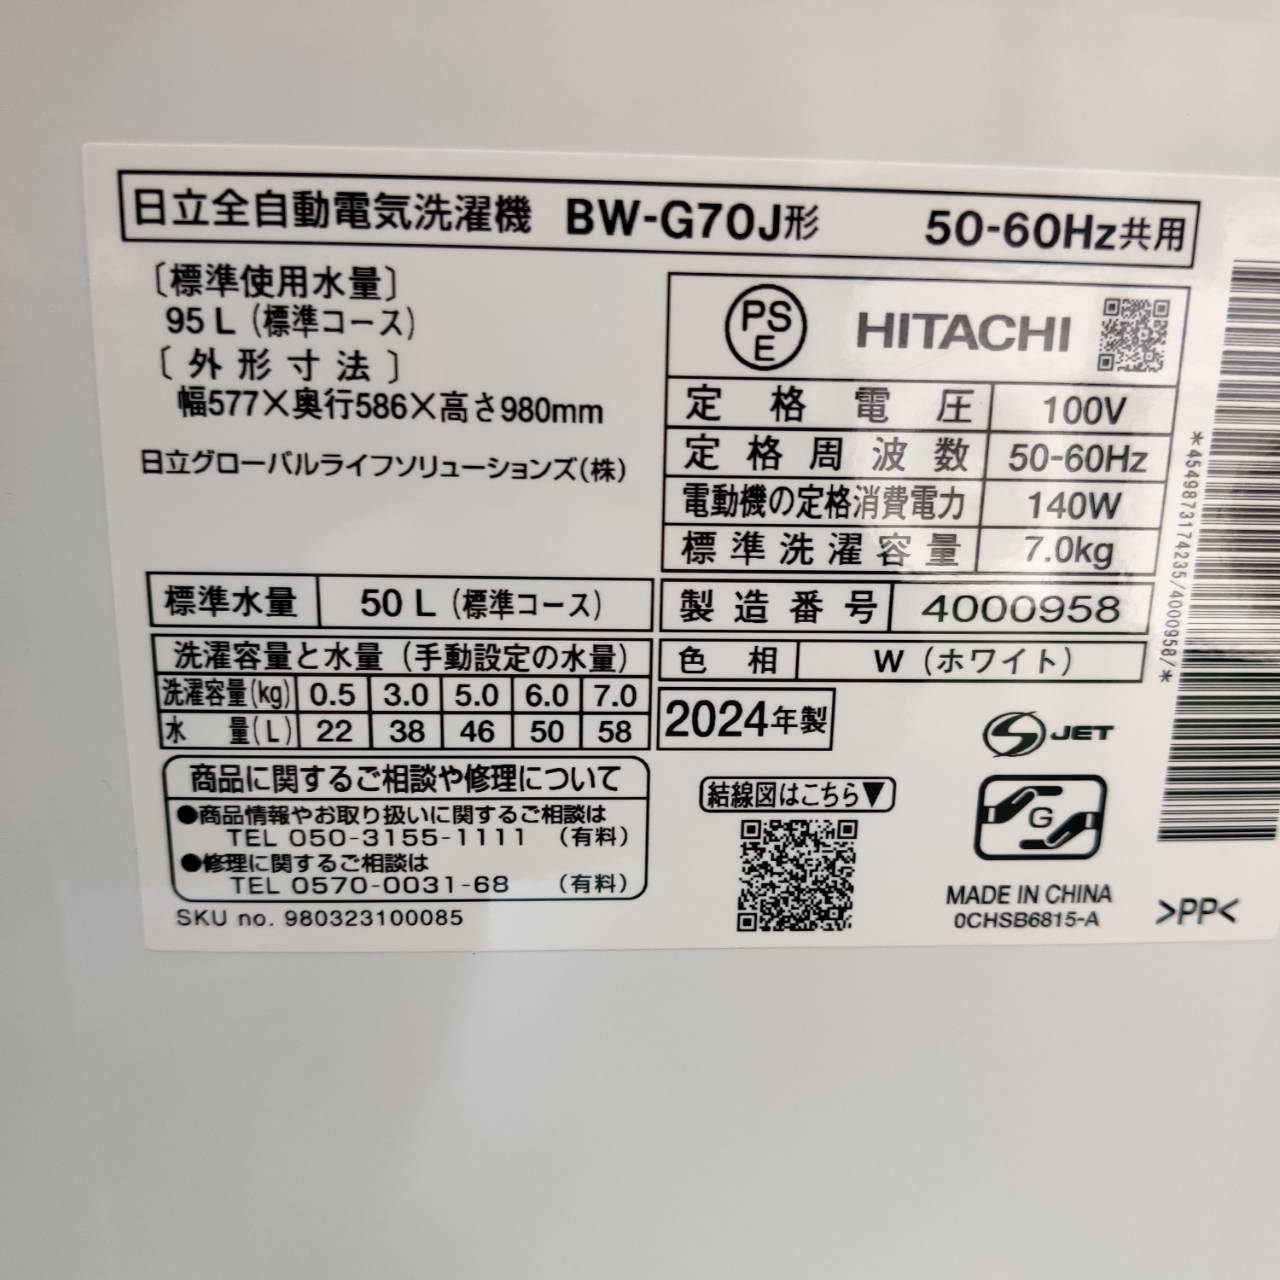 日立全自動電気洗濯機 BW-G70J形 50-60Hz共用
〔標準使用水量〕
95 L（標準コース）
〔外形寸法〕
幅577×奥行586×高さ980mm
日立グローバルライフソリューションズ(株)
PS
E
HITACHI
定格電圧 100V
定格周波数 50-60Hz
電動機の定格消費電力 140W
標準洗濯容量 7.0kg
標準水量 50 L（標準コース）
製造番号 4000958
洗濯容量と水量（手動設定の水量）
洗濯容量(kg) 0.5 3.0 5.0 6.0 7.0
水量(L) 22 38 46 50 58
色相 W（ホワイト）
2024年製
S JET
商品に関するご相談や修理について
●商品情報やお取り扱いに関するご相談は
TEL 050-3155-1111 （有料）
●修理に関するご相談は
TEL 0570-0031-68 （有料）
SKU no. 980323100085
結線図はこちら▼
G
MADE IN CHINA
0CHSB6815-A
>PP<
*4549873174235/4000958/*